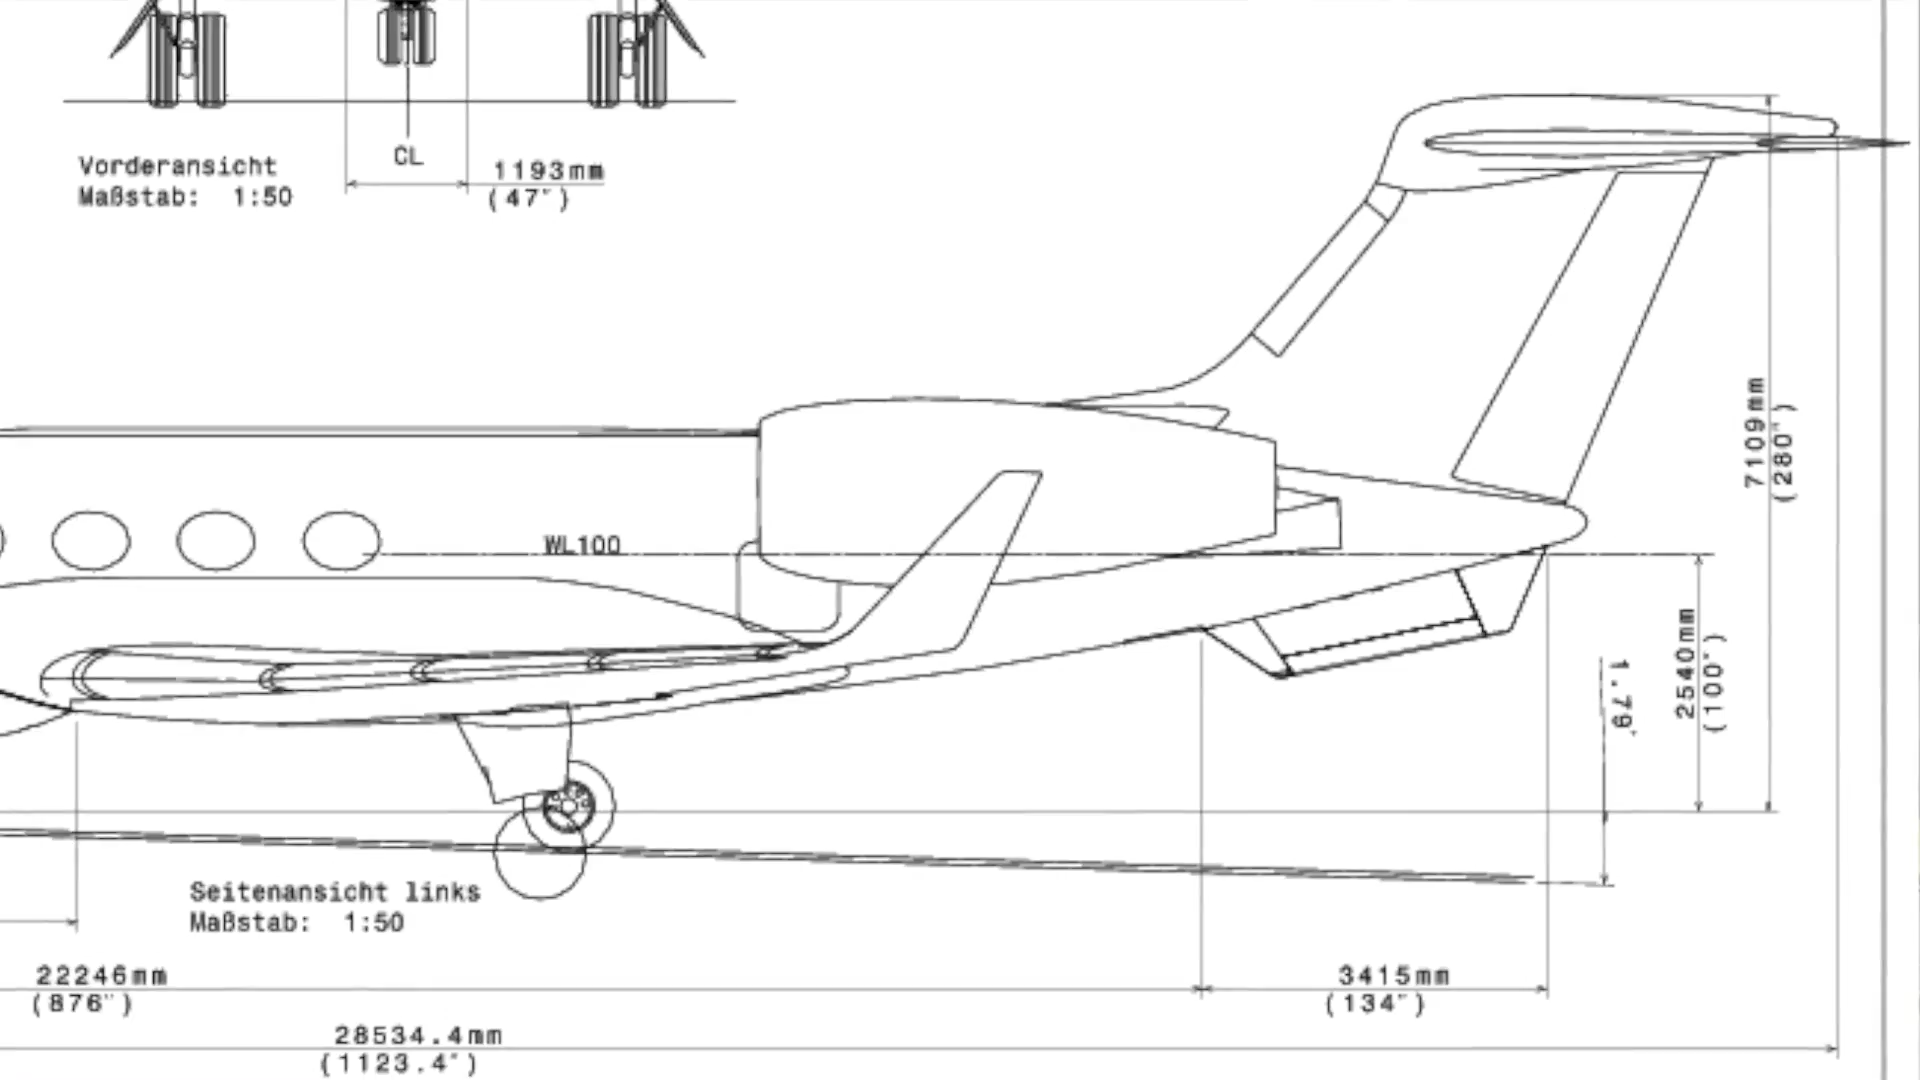 CL
Vorderansicht
Maßstab: 1:50
1193mm
(47")
7109mm
(280")
WL100
2540mm
(100.")
1.79°
Seitenansicht links
Maßstab: 1:50
22246mm
(876")
3415mm
(134")
28534.4mm
(1123.4")